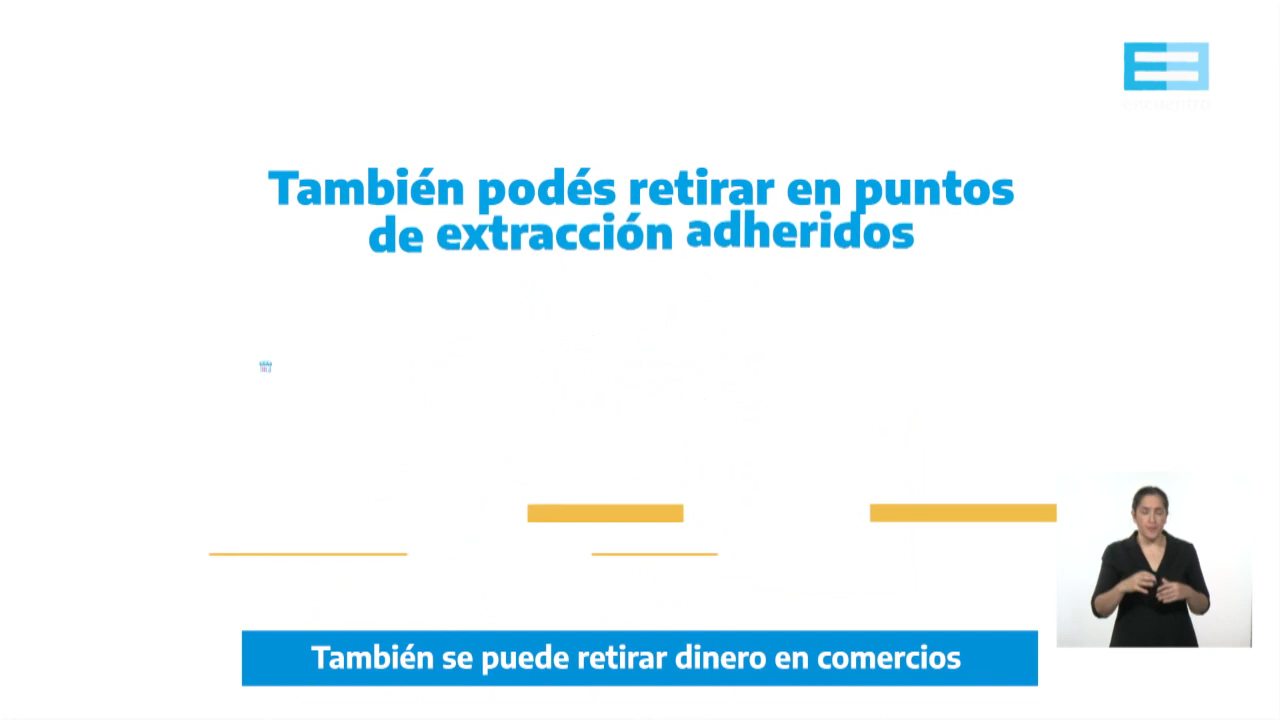 También podés retirar en puntos
de extracción adheridos
También se puede retirar dinero en comercios